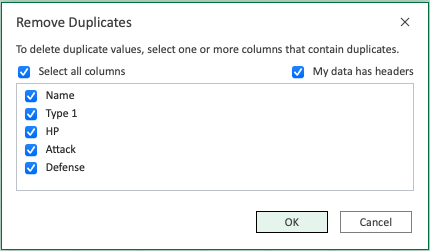 Remove Duplicates
To delete duplicate values, select one or more columns that contain duplicates.
Select all columns
My data has headers
Name
Type 1
HP
Attack
Defense
OK
Cancel